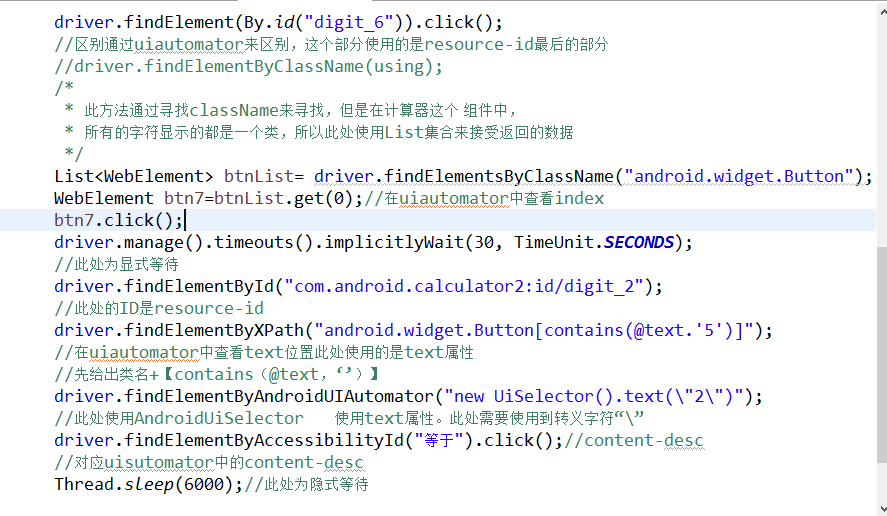 driver.findElement(By.id("digit_6")).click();
//区别通过uiautomator来区别，这个部分使用的是resource-id最后的部分
//driver.findElementByClassName(using);
/*
* 此方法通过寻找className来寻找，但是在计算器这个 组件中，
* 所有的字符显示的都是一个类，所以此处使用List集合来接受返回的数据
*/
List<WebElement> btnList= driver.findElementsByClassName("android.widget.Button");
WebElement btn7=btnList.get(0);//在uiautomator中查看index
btn7.click();
driver.manage().timeouts().implicitlyWait(30, TimeUnit.SECONDS);
//此处为显式等待
driver.findElementById("com.android.calculator2:id/digit_2");
//此处的ID是resource-id
driver.findElementByXPath("android.widget.Button[contains(@text.'5')]");
//在uiautomator中查看text位置此处使用的是text属性
//先给出类名+【contains（@text，‘’）】
driver.findElementByAndroidUIAutomator("new UiSelector().text(\"2\")");
//此处使用AndroidUiSelector   使用text属性。此处需要使用到转义字符“\”
driver.findElementByAccessibilityId("等于").click();//content-desc
//对应uisutomator中的content-desc
Thread.sleep(6000);//此处为隐式等待